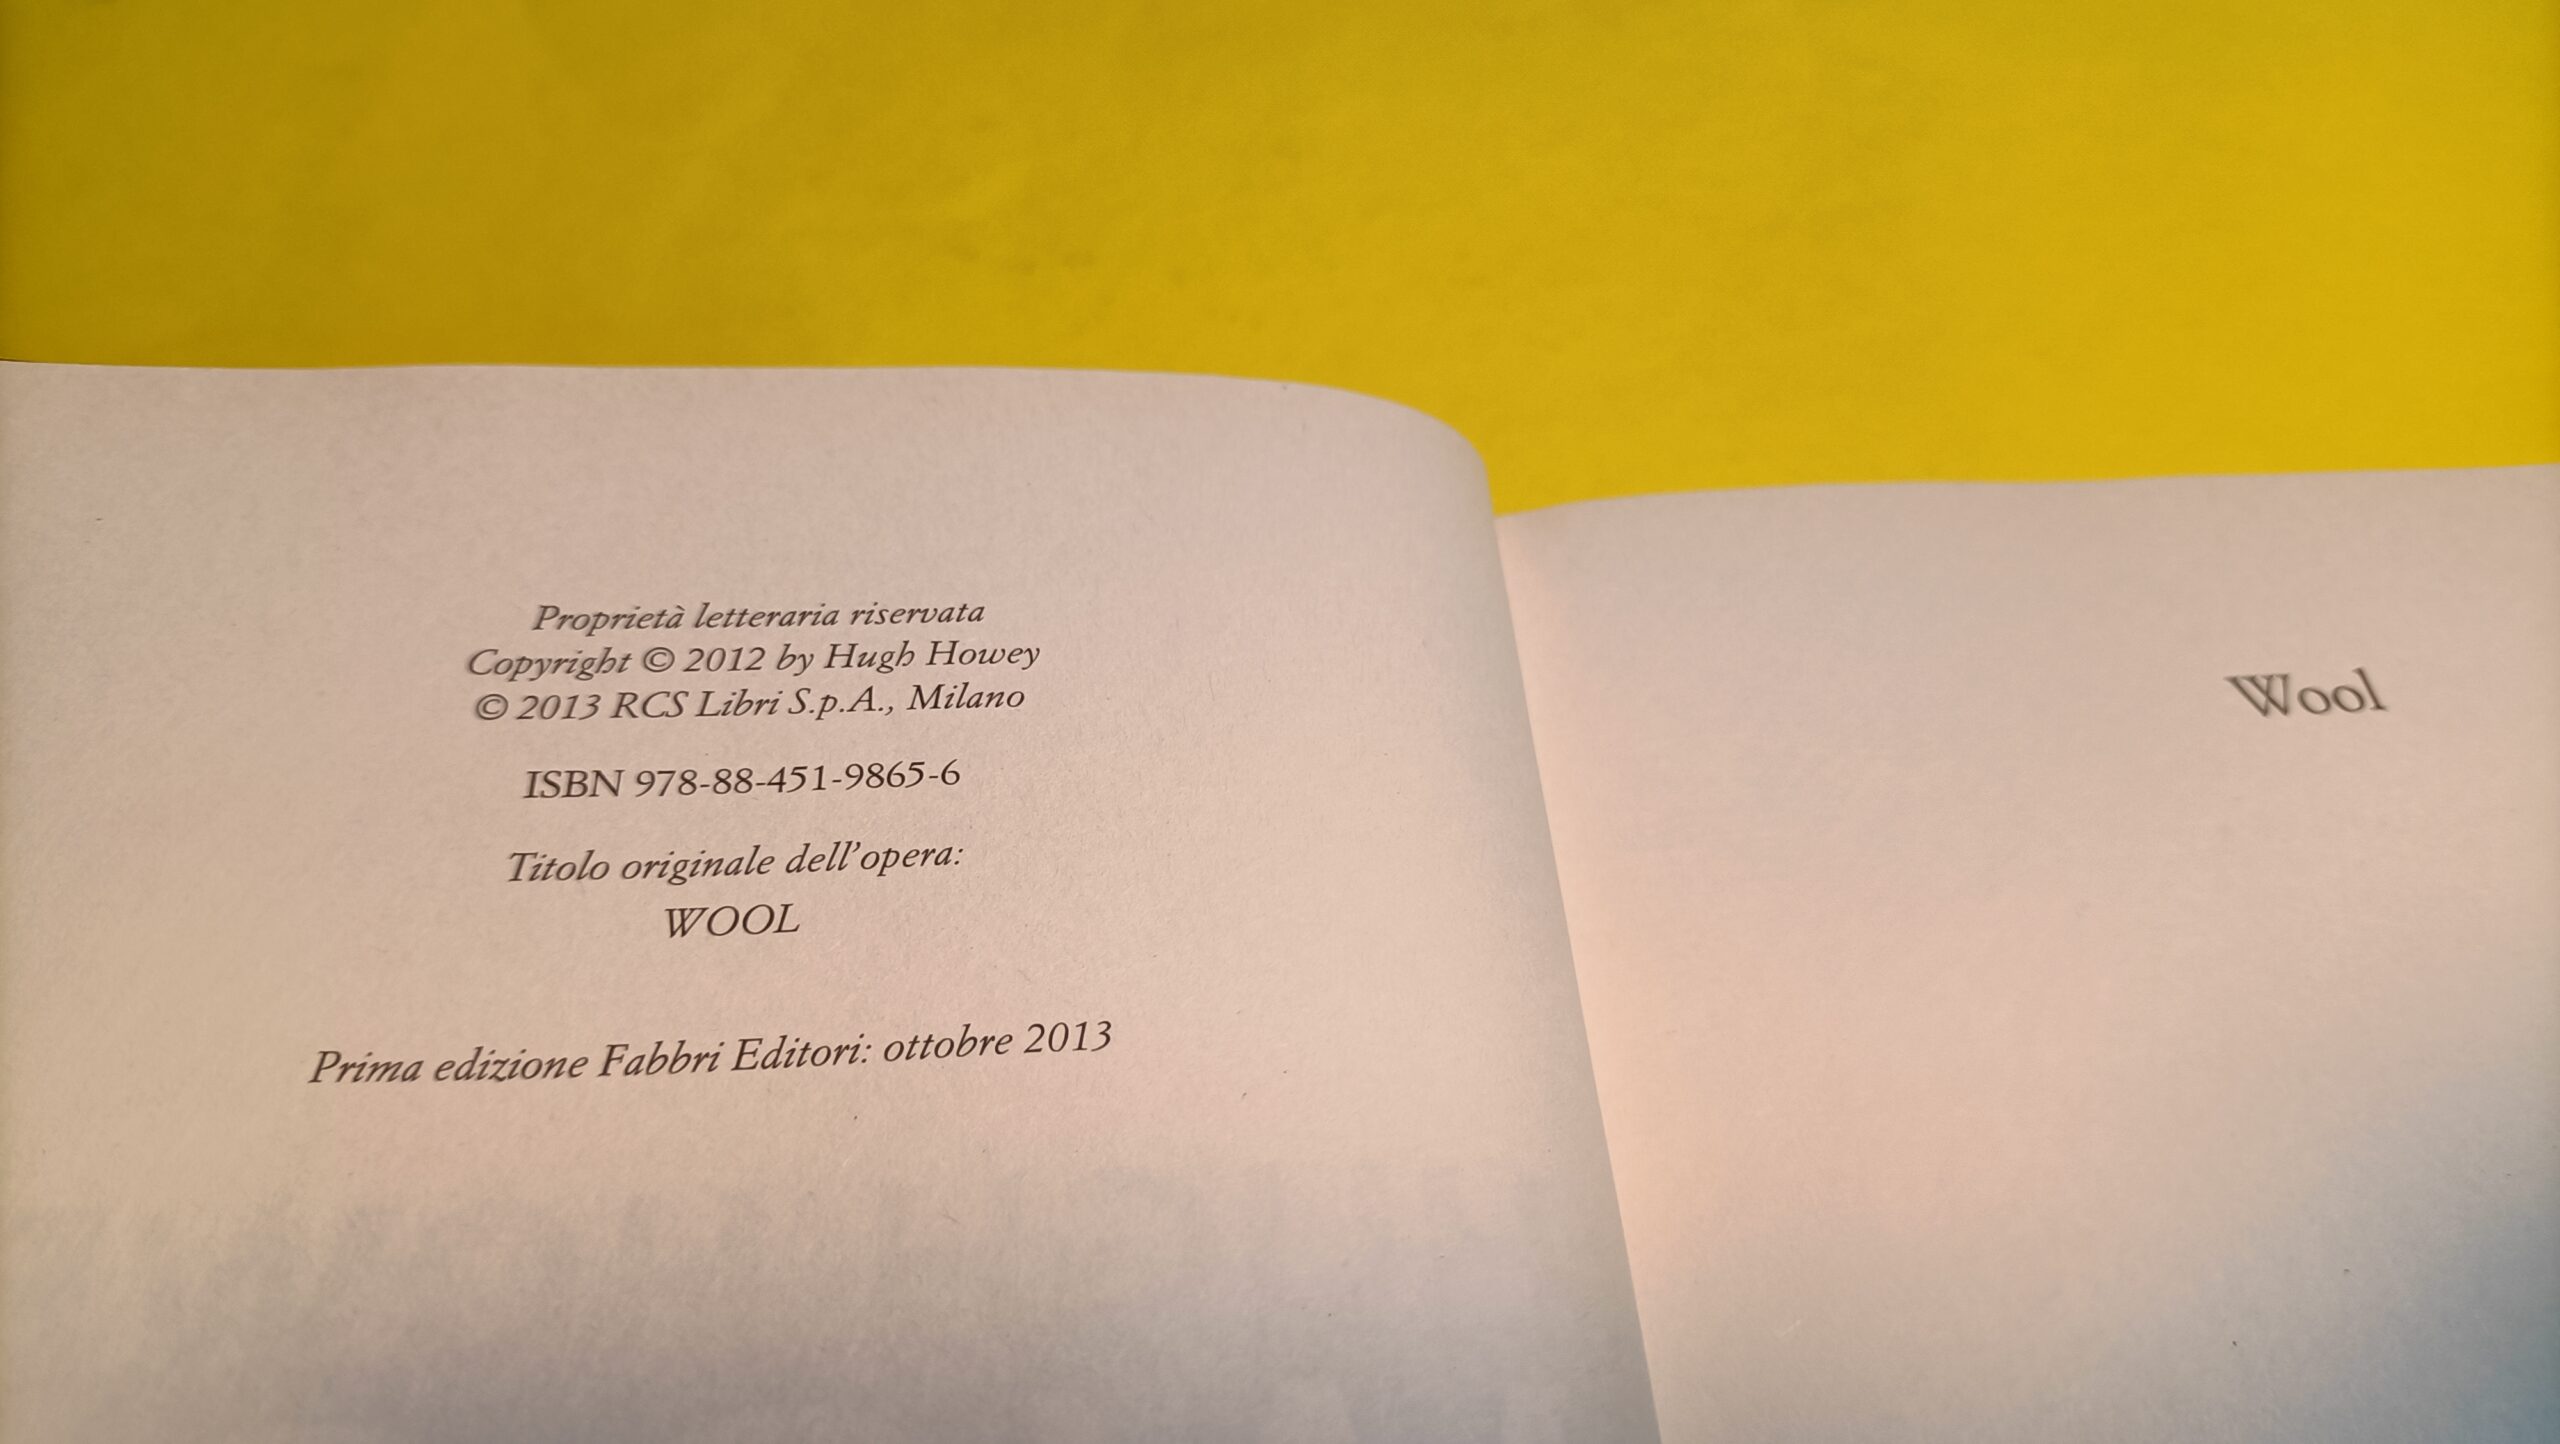 Proprietà letteraria riservata
Copyright © 2012 by Hugh Howey
© 2013 RCS Libri S.p.A., Milano
ISBN 978-88-451-9865-6
Titolo originale dell'opera:
WOOL
Prima edizione Fabbri Editori: ottobre 2013
Wool